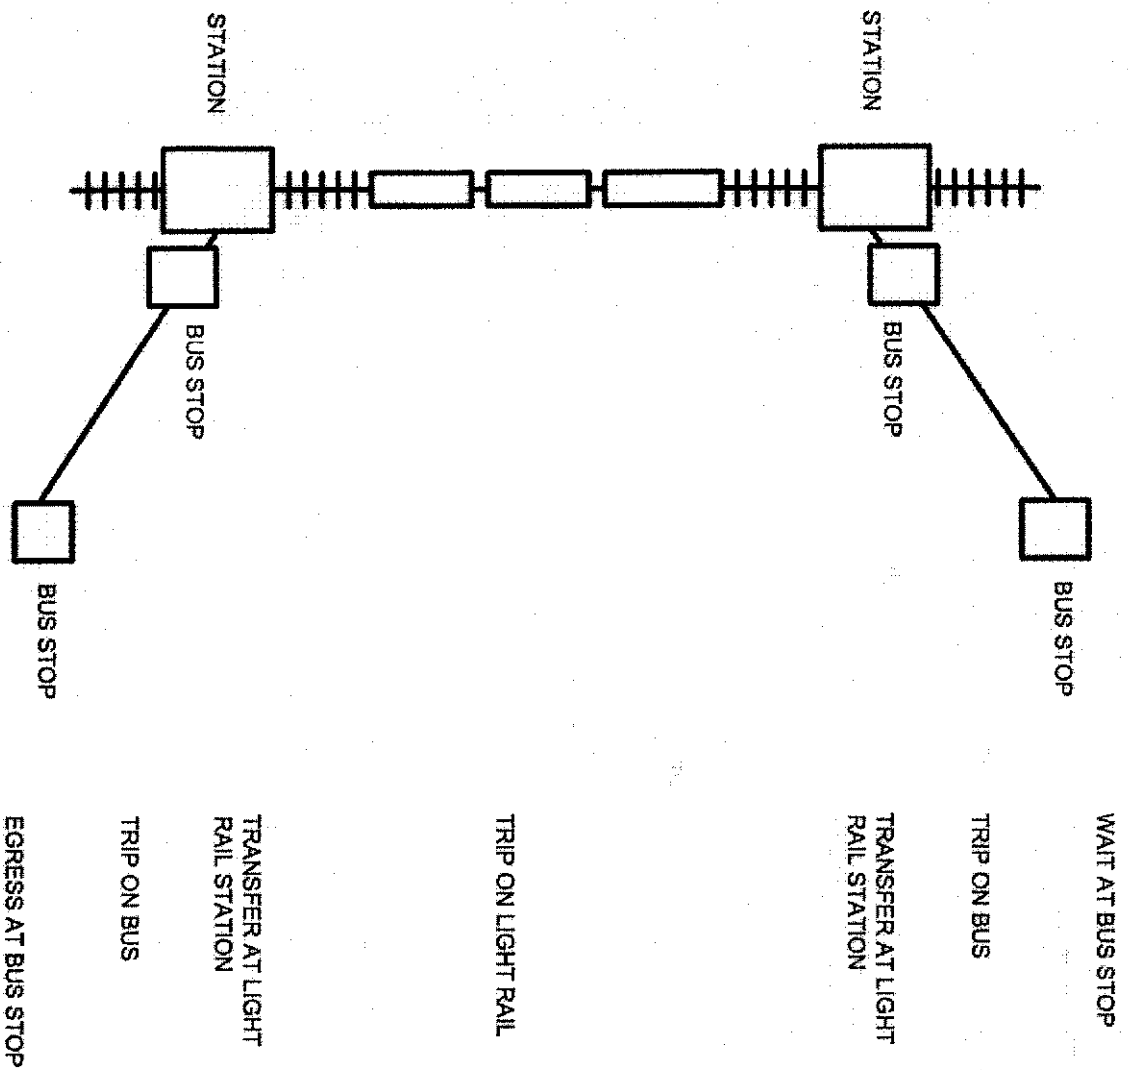 WAIT AT BUS STOP
BUS STOP
TRIP ON BUS
STATION
BUS STOP
TRANSFER AT LIGHT
RAIL STATION
TRIP ON LIGHT RAIL
STATION
BUS STOP
TRANSFER AT LIGHT
RAIL STATION
TRIP ON BUS
BUS STOP
EGRESS AT BUS STOP